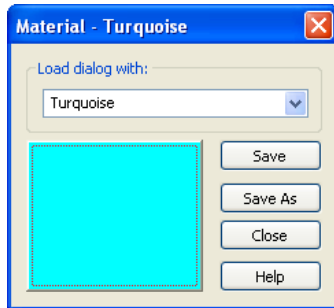 Material - Turquoise
Load dialog with:
Turquoise
Save
Save As
Close
Help